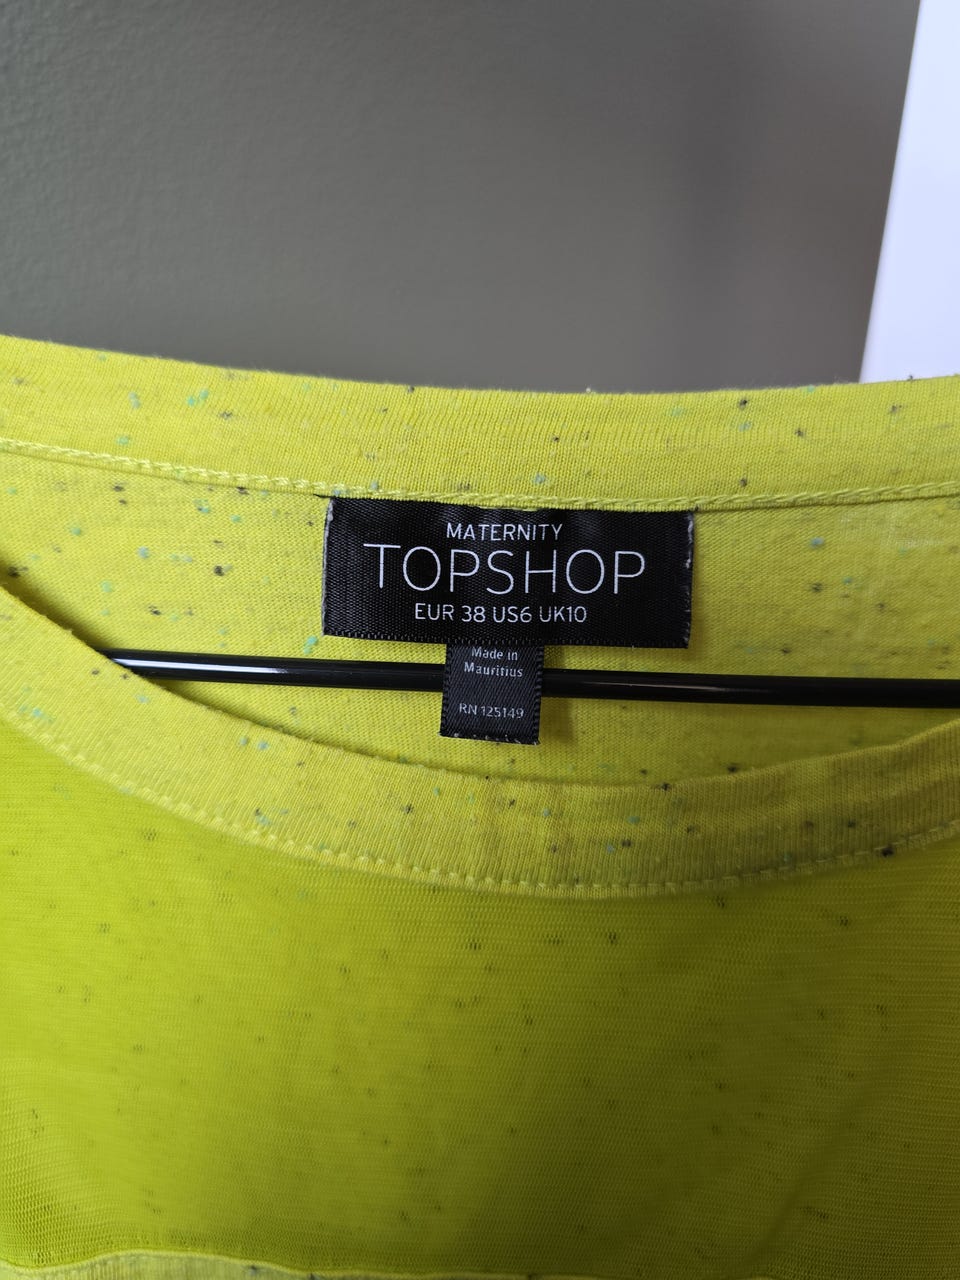 MATERNITY
TOPSHOP
EUR 38 US6 UK10
Made in
Mauritius
RN 125149